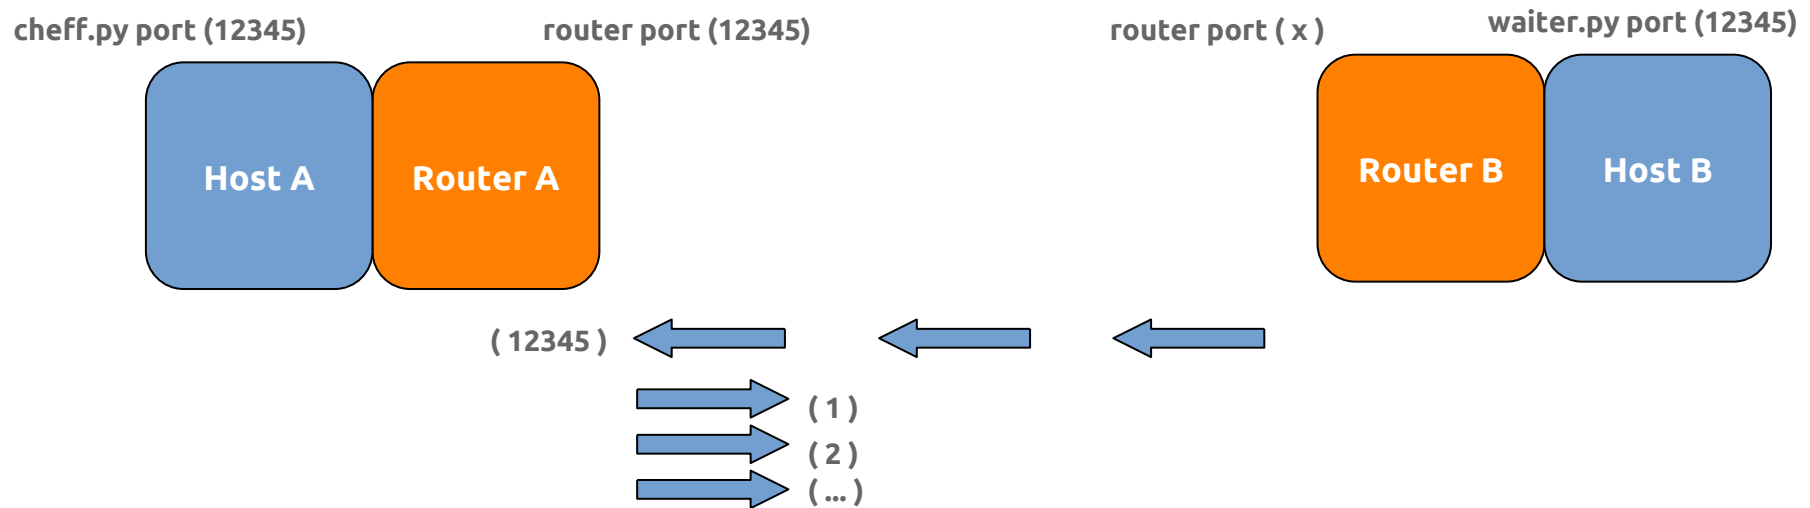 cheff.py port (12345)
router port (12345)
router port ( x )
waiter.py port (12345)
Host A
Router A
Router B
Host B
( 12345 )
( 1 )
( 2 )
( ... )